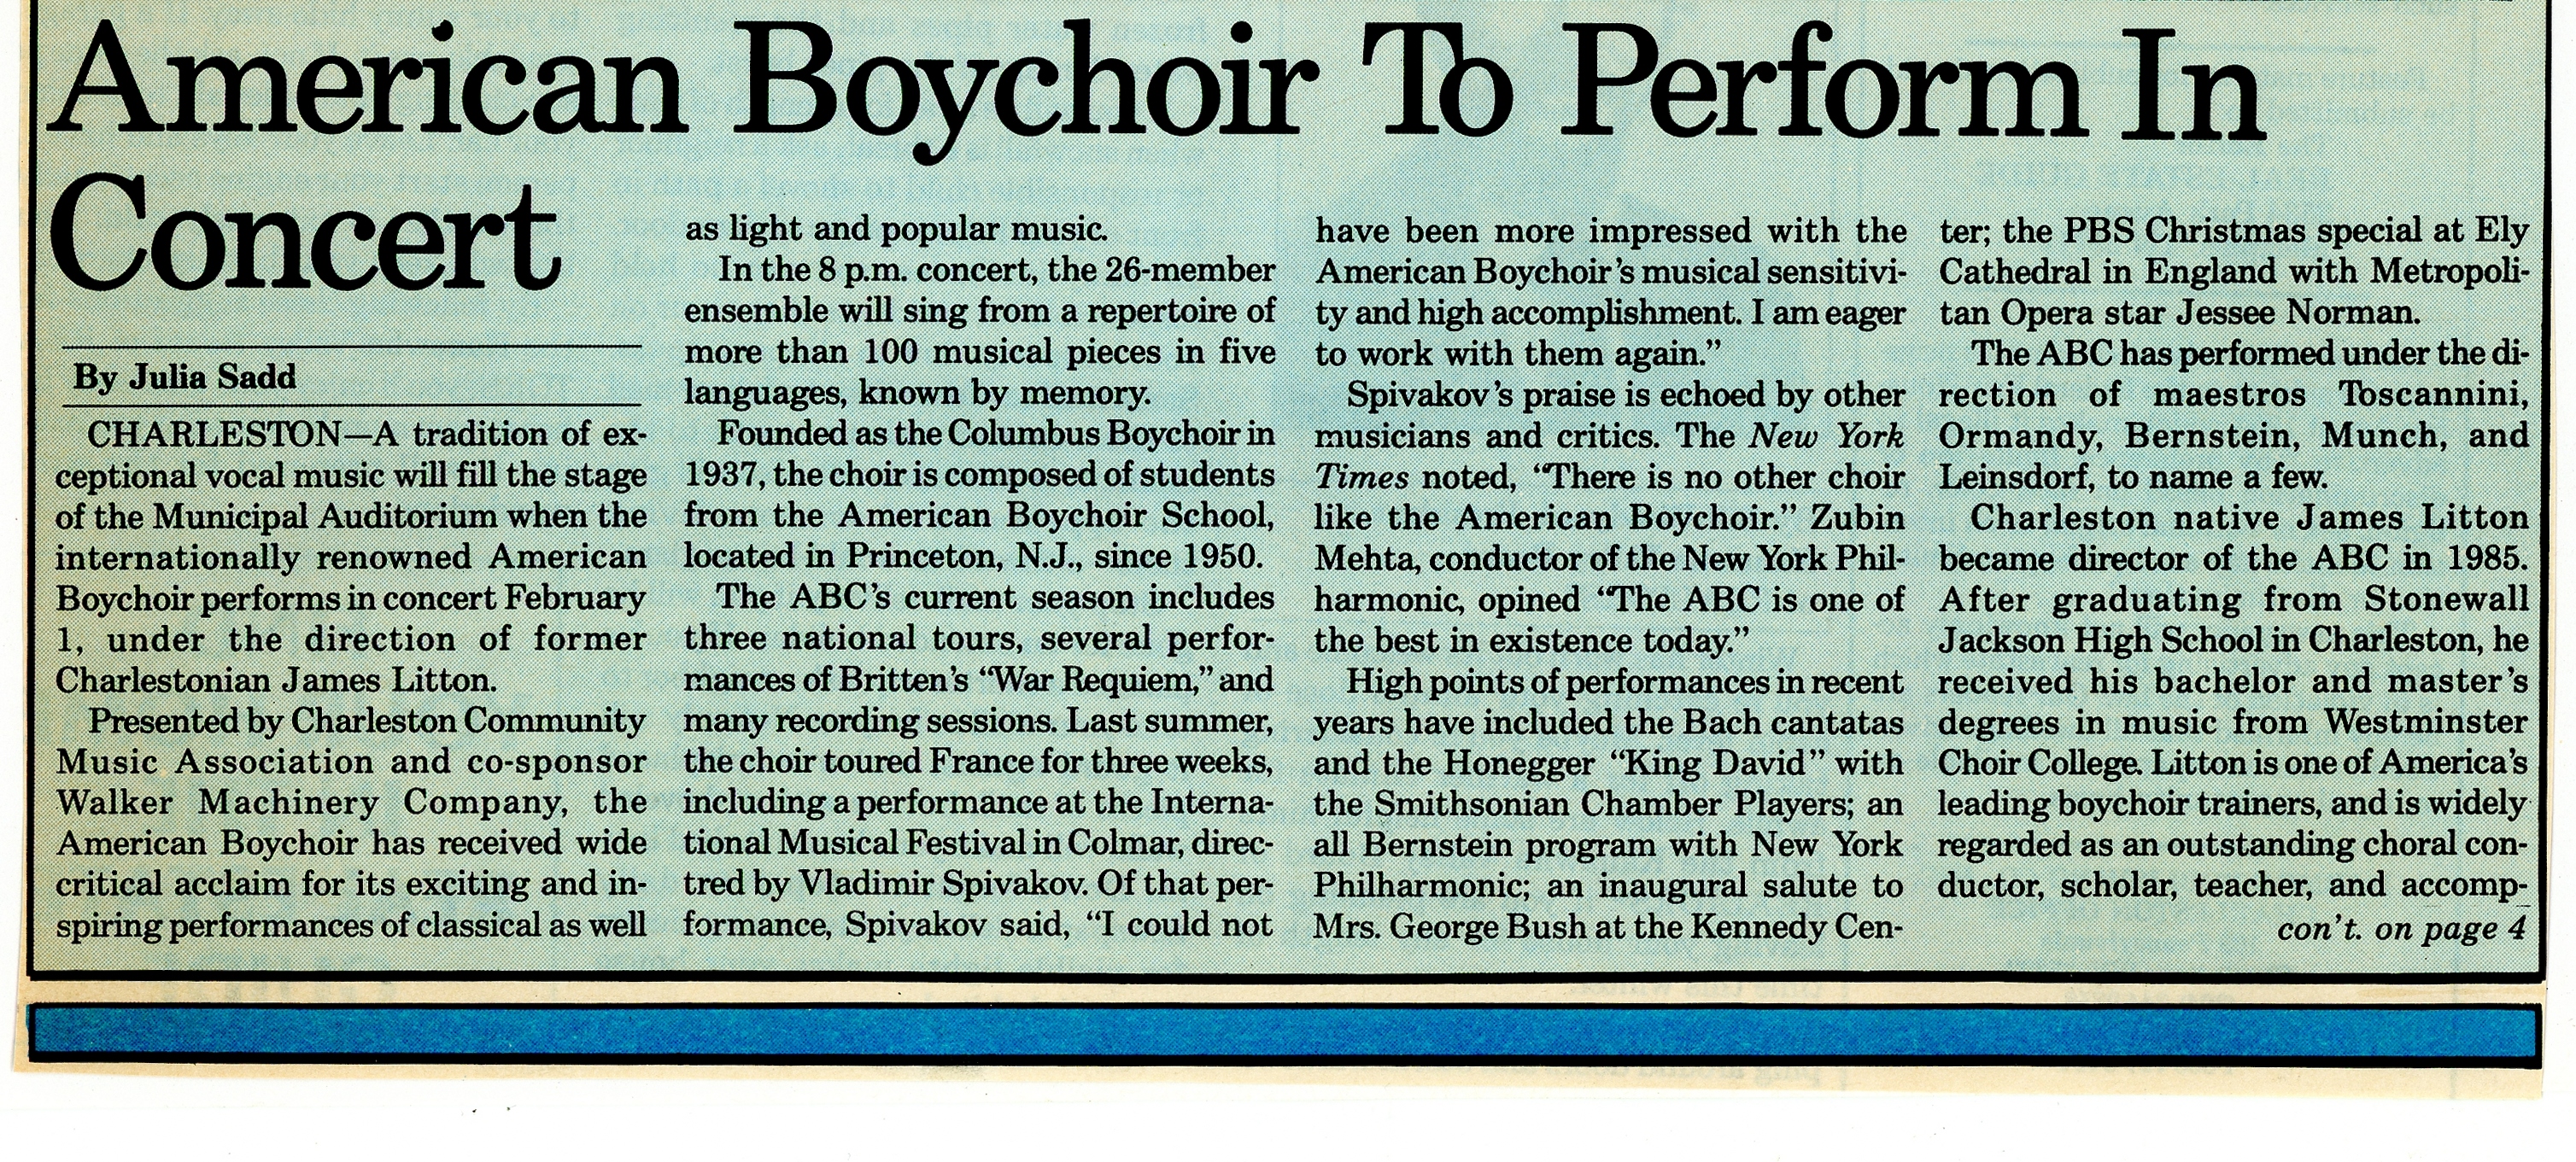 American Boychoir To Perform In
Concert
By Julia Sadd
CHARLESTON—A tradition of ex-
ceptional vocal music will fill the stage
of the Municipal Auditorium when the
internationally renowned American
Boychoir performs in concert February
1, under the direction of former
Charlestonian James Litton.
Presented by Charleston Community
Music Association and co-sponsor
Walker Machinery Company, the
American Boychoir has received wide
critical acclaim for its exciting and in-
spiring performances of classical as well
as light and popular music.
In the 8 p.m. concert, the 26-member
ensemble will sing from a repertoire of
more than 100 musical pieces in five
languages, known by memory.
Founded as the Columbus Boychoir in
1937, the choir is composed of students
from the American Boychoir School,
located in Princeton, N.J., since 1950.
The ABC's current season includes
three national tours, several perfor-
mances of Britten's "War Requiem," and
many recording sessions. Last summer,
the choir toured France for three weeks,
including a performance at the Interna-
tional Musical Festival in Colmar, direc-
tred by Vladimir Spivakov. Of that per-
formance, Spivakov said, "I could not
have been more impressed with the
American Boychoir's musical sensitivi-
ty and high accomplishment. I am eager
to work with them again."
Spivakov's praise is echoed by other
musicians and critics. The New York
Times noted, "There is no other choir
like the American Boychoir." Zubin
Mehta, conductor of the New York Phil-
harmonic, opined "The ABC is one of
the best in existence today."
High points of performances in recent
years have included the Bach cantatas
and the Honegger "King David" with
the Smithsonian Chamber Players; an
all Bernstein program with New York
Philharmonic; an inaugural salute to
Mrs. George Bush at the Kennedy Cen-
ter; the PBS Christmas special at Ely
Cathedral in England with Metropoli-
tan Opera star Jessee Norman.
The ABC has performed under the di-
rection of maestros Toscannini,
Ormandy, Bernstein, Munch, and
Leinsdorf, to name a few.
Charleston native James Litton
became director of the ABC in 1985.
After graduating from Stonewall
Jackson High School in Charleston, he
received his bachelor and master's
degrees in music from Westminster
Choir College. Litton is one of America's
leading boychoir trainers, and is widely
regarded as an outstanding choral con-
ductor, scholar, teacher, and accomp-
con't. on page 4